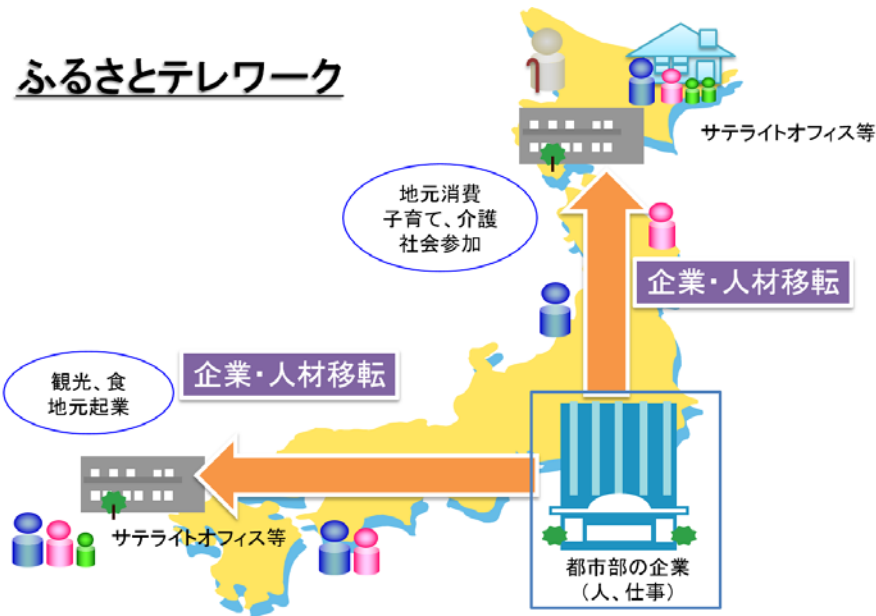 ふるさとテレワーク
サテライトオフィス等
地元消費
子育て、介護
社会参加
企業・人材移転
企業・人材移転
観光、食
地元起業
サテライトオフィス等
都市部の企業
（人、仕事）